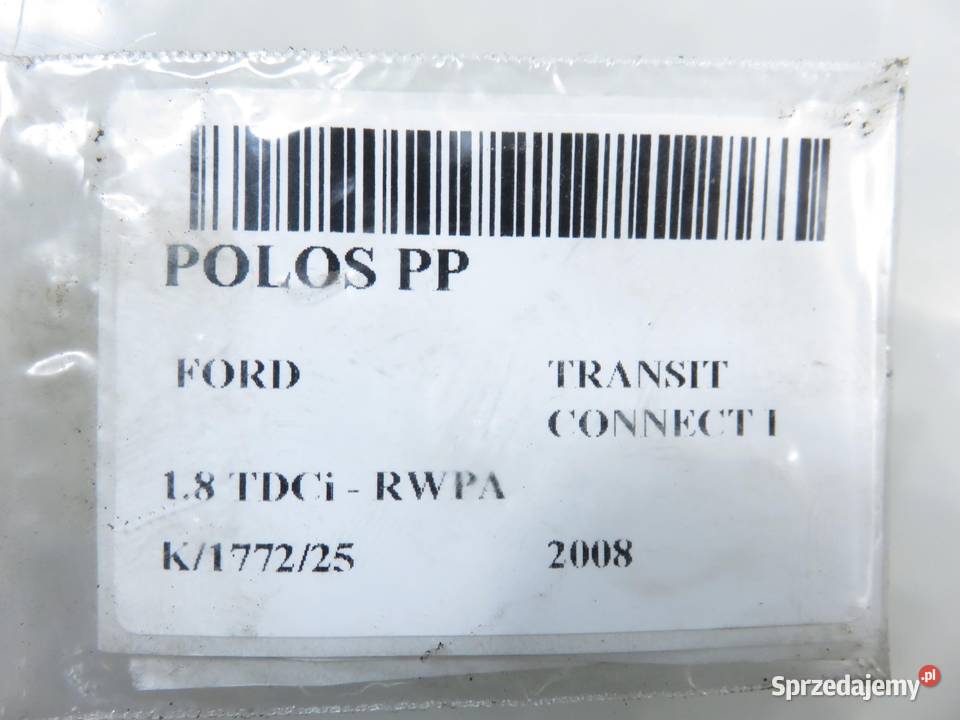 POLOS PP
FORD
TRANSIT
CONNECT I
1.8 TDCi - RWPA
K/1772/25
2008
Sprzedajemy.pl